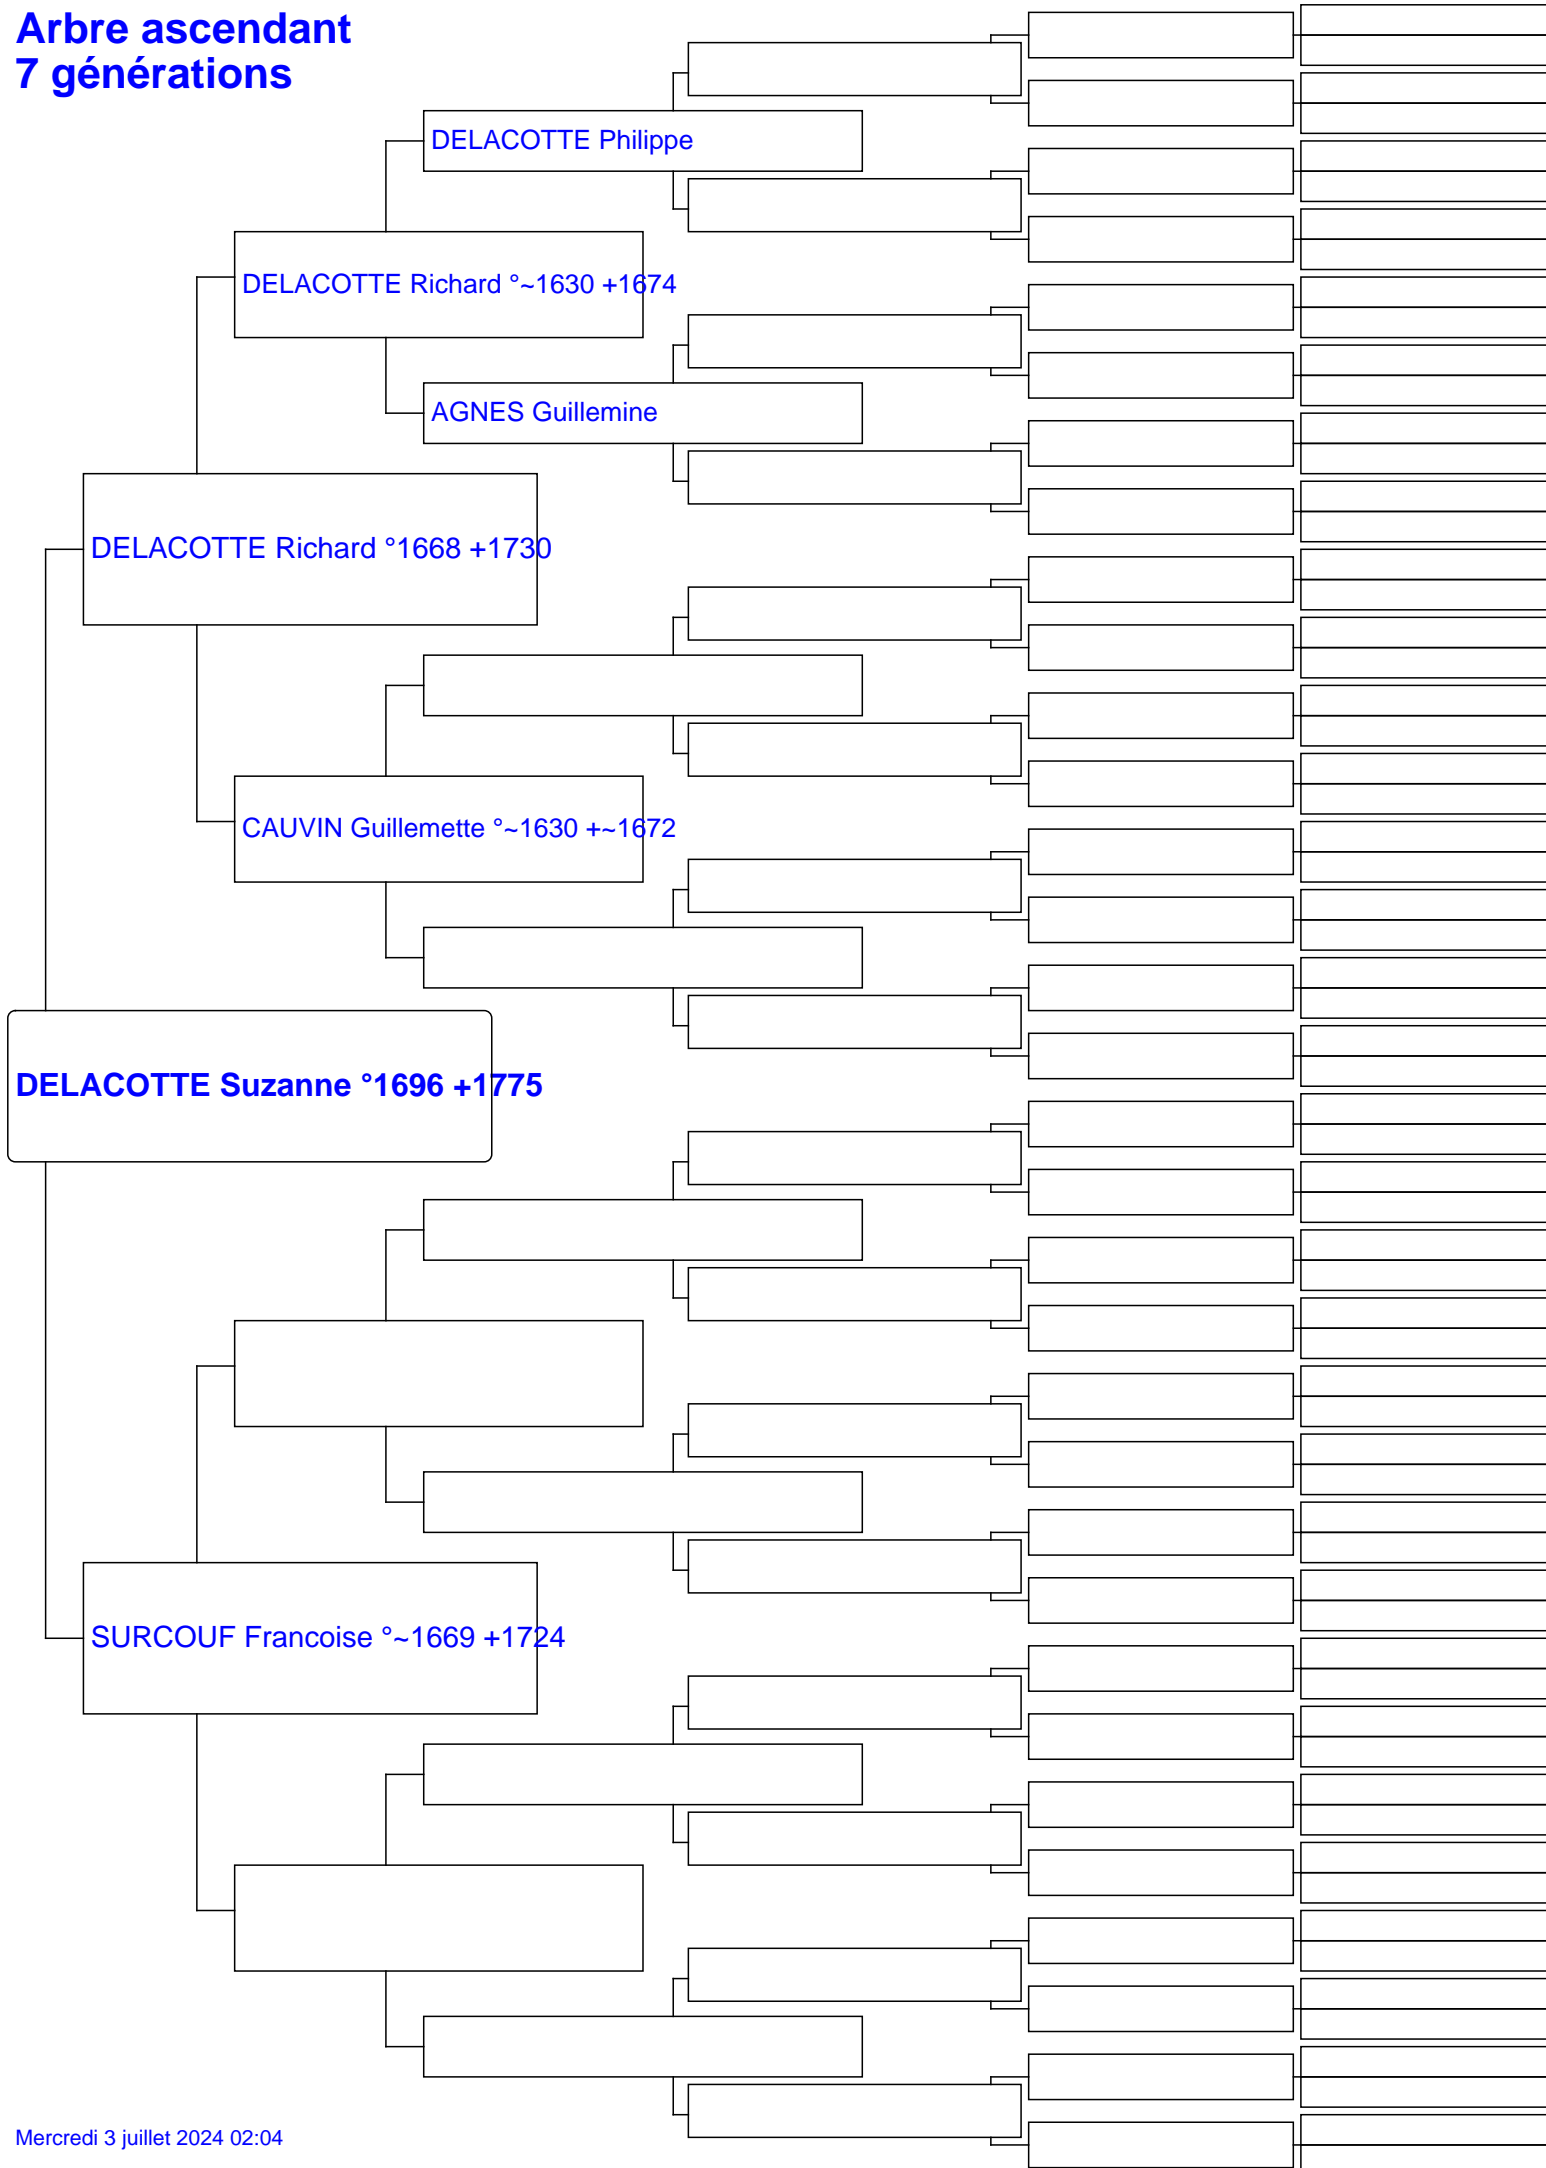 Arbre ascendant
7 générations
DELACOTTE Philippe
DELACOTTE Richard °~1630 +1674
AGNES Guillemine
DELACOTTE Richard °1668 +1730
CAUVIN Guillemette °~1630 +~1672
DELACOTTE Suzanne °1696 +1775
SURCOUF Francoise °~1669 +1724
Mercredi 3 juillet 2024 02:04